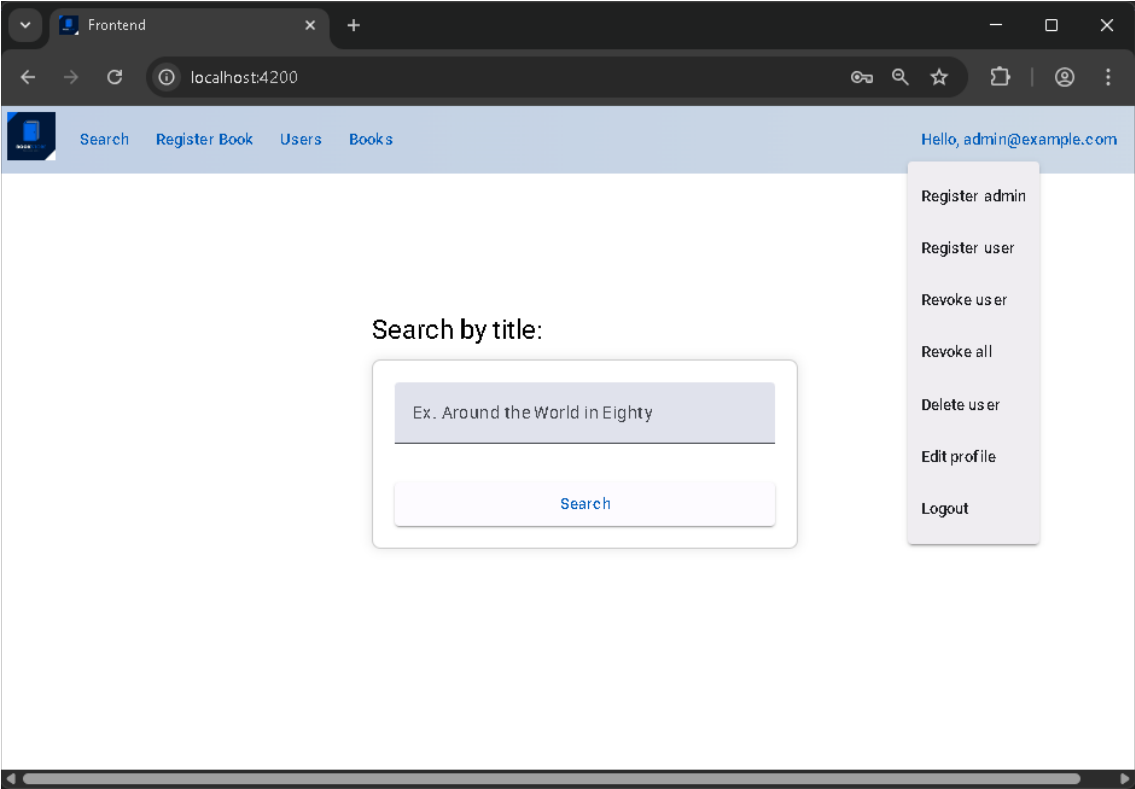 Frontend
localhost:4200
Search Register Book Users Books Hello, admin@example.com
Register admin
Register user
Revoke user
Revoke all
Delete user
Edit profile
Logout
Search by title:
Ex. Around the World in Eighty
Search